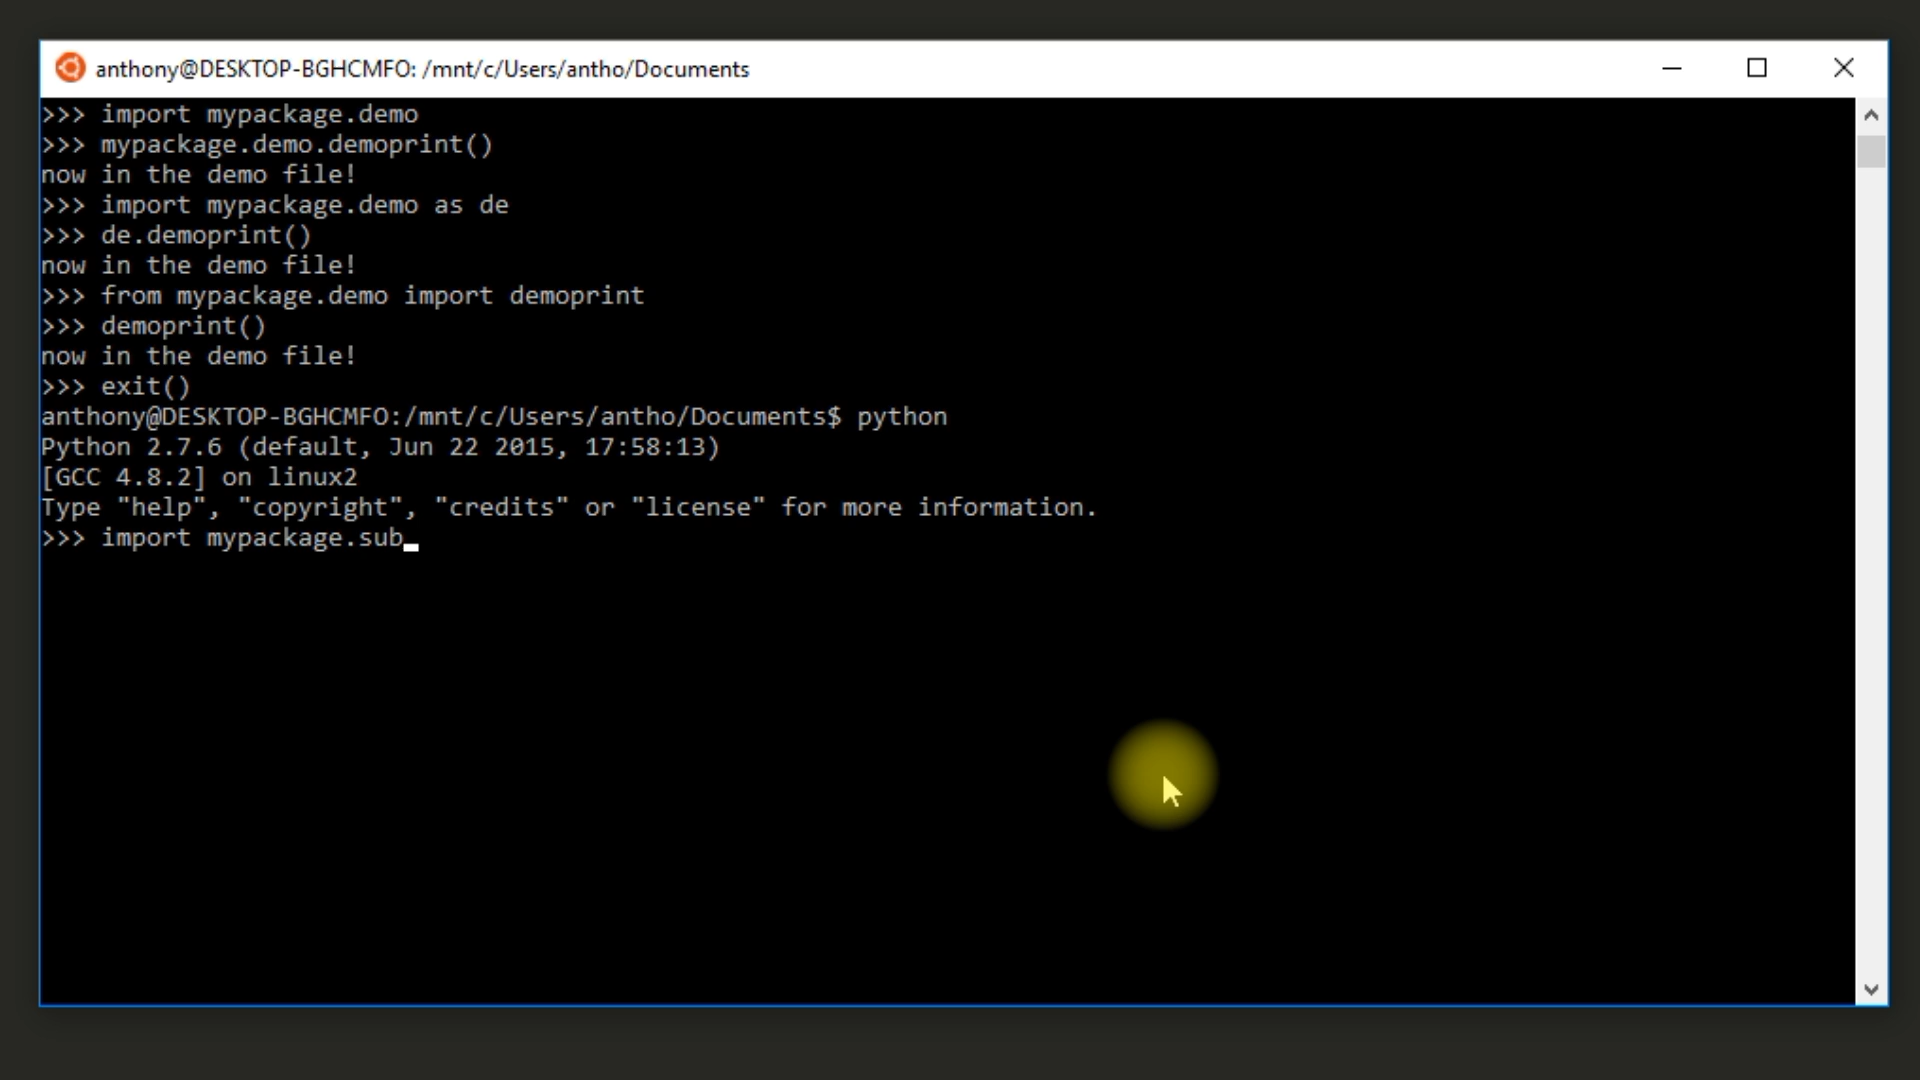 anthony@DESKTOP-BGHCMFO: /mnt/c/Users/antho/Documents
>>> import mypackage.demo
>>> mypackage.demo.demoprint()
now in the demo file!
>>> import mypackage.demo as de
>>> de.demoprint()
now in the demo file!
>>> from mypackage.demo import demoprint
>>> demoprint()
now in the demo file!
>>> exit()
anthony@DESKTOP-BGHCMFO:/mnt/c/Users/antho/Documents$ python
Python 2.7.6 (default, Jun 22 2015, 17:58:13)
[GCC 4.8.2] on linux2
Type "help", "copyright", "credits" or "license" for more information.
>>> import mypackage.sub